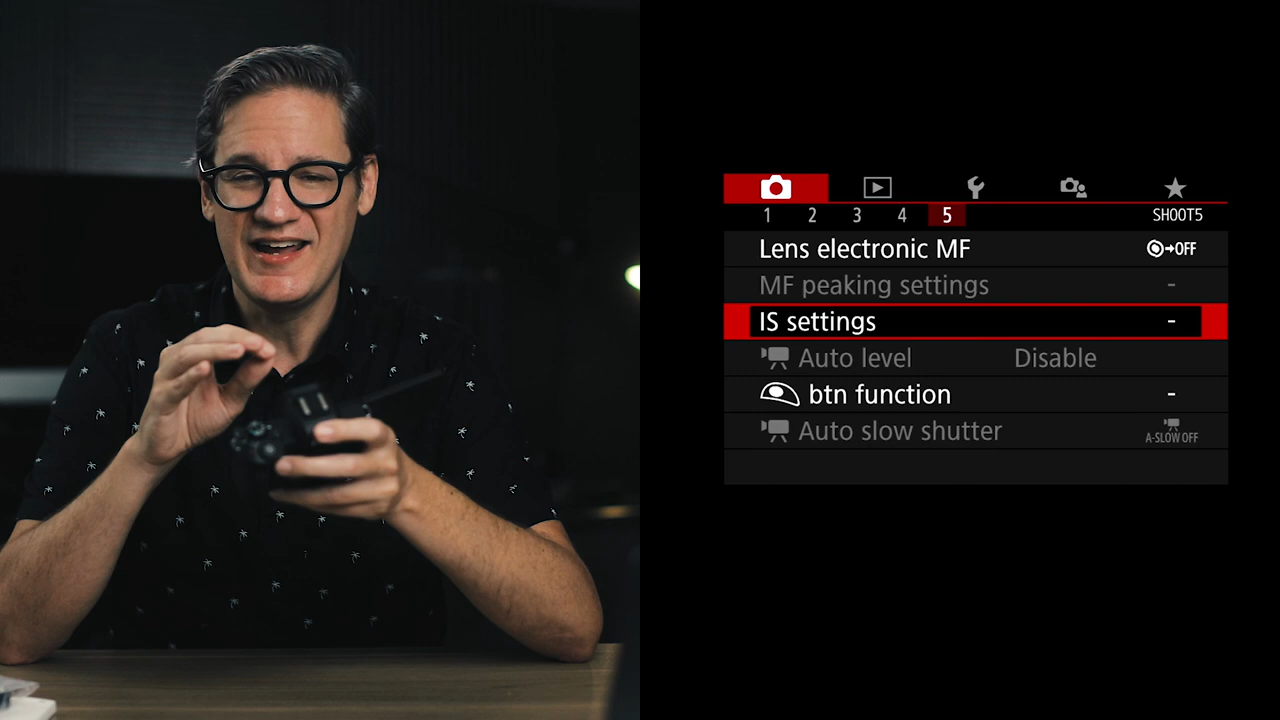 1 2 3 4 5 SHOOT5
Lens electronic MF →OFF
MF peaking settings -
IS settings -
Auto level Disable
btn function -
Auto slow shutter A-SLOW OFF